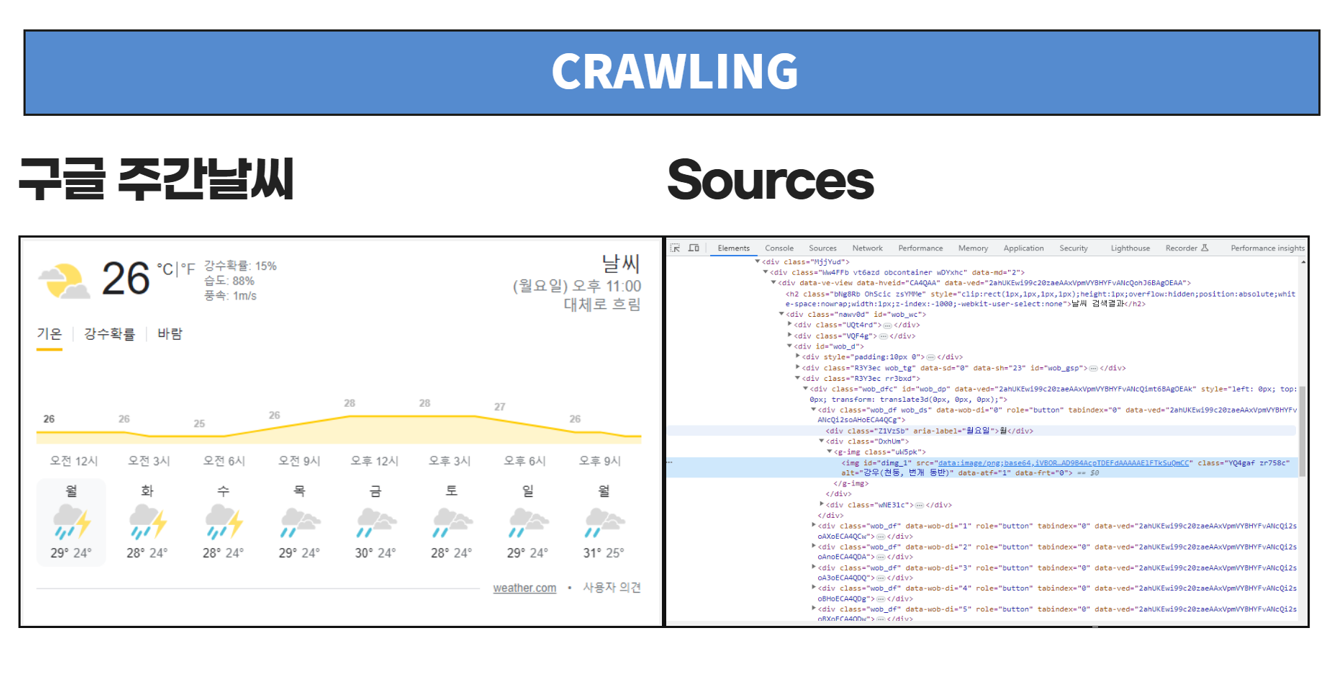 CRAWLING
구글 주간날씨
Sources
26 °C|°F
강수확률: 15%
습도: 88%
풍속: 1m/s
날씨
(월요일) 오후 11:00
대체로 흐림
기온 강수확률 바람
26 26 25 26 28 28 27 26
오전 12시 오전 3시 오전 6시 오전 9시 오후 12시 오후 3시 오후 6시 오후 9시
월 화 수 목 금 토 일 월
29° 24° 28° 24° 28° 24° 29° 24° 30° 24° 28° 24° 29° 24° 31° 25°
weather.com • 사용자 의견
Elements Console Sources Network Performance Memory Application Security Lighthouse Recorder Performance insights
<div class="MjjYud">
<div class="Ww4FFb vt6azd obcontainer wDYxhc" data-md="2">
<div data-ve-view data-hveid="CA4QAA" data-ved="2ahUKEwi99c20zaeAAxVpmVYBHYFvANcQohJ6BAgOEAA">
<h2 class="bNg8Rb OhScic zsYMMe" style="clip:rect(1px,1px,1px,1px);height:1px;overflow:hidden;position:absolute;whit
e-space:nowrap;width:1px;z-index:-1000;-webkit-user-select:none">날씨 검색결과</h2>
<div class="nawv0d" id="wob_wc">
<div class="UQt4rd">…</div>
<div class="VQF4g">…</div>
<div id="wob_d">
<div style="padding:10px 0">…</div>
<div class="R3Y3ec wob_tg" data-sd="0" data-sh="23" id="wob_gsp">…</div>
<div class="R3Y3ec rr3bxd">
<div class="wob_dfc" id="wob_dp" data-ved="2ahUKEwi99c20zaeAAxVpmVYBHYFvANcQimt6BAgOEAk" style="left: 0px; top:
0px; transform: translate3d(0px, 0px, 0px);">
<div class="wob_df wob_ds" data-wob-di="0" role="button" tabindex="0" data-ved="2ahUKEwi99c20zaeAAxVpmVYBHYFv
ANcQi2soAHoECA4QCg">
<div class="Z1VzSb" aria-label="월요일">월</div>
<div class="DxhUm">
<g-img class="uW5pk">
<img id="dimg_1" src="data:image/png;base64,iVBOR…AD9B4AcpTDEFdAAAAAElFTkSuQmCC" class="YQ4gaf zr758c"
alt="강우(천둥, 번개 동반)" data-atf="1" data-frt="0"> == $0
</g-img>
</div>
<div class="wNE31c">…</div>
</div>
<div class="wob_df" data-wob-di="1" role="button" tabindex="0" data-ved="2ahUKEwi99c20zaeAAxVpmVYBHYFvANcQi2s
oAXoECA4QCw">…</div>
<div class="wob_df" data-wob-di="2" role="button" tabindex="0" data-ved="2ahUKEwi99c20zaeAAxVpmVYBHYFvANcQi2s
oAnoECA4QDA">…</div>
<div class="wob_df" data-wob-di="3" role="button" tabindex="0" data-ved="2ahUKEwi99c20zaeAAxVpmVYBHYFvANcQi2s
oA3oECA4QDQ">…</div>
<div class="wob_df" data-wob-di="4" role="button" tabindex="0" data-ved="2ahUKEwi99c20zaeAAxVpmVYBHYFvANcQi2s
oBHoECA4QDg">…</div>
<div class="wob_df" data-wob-di="5" role="button" tabindex="0" data-ved="2ahUKEwi99c20zaeAAxVpmVYBHYFvANcQi2s
oBXoECA4QDw">…</div>